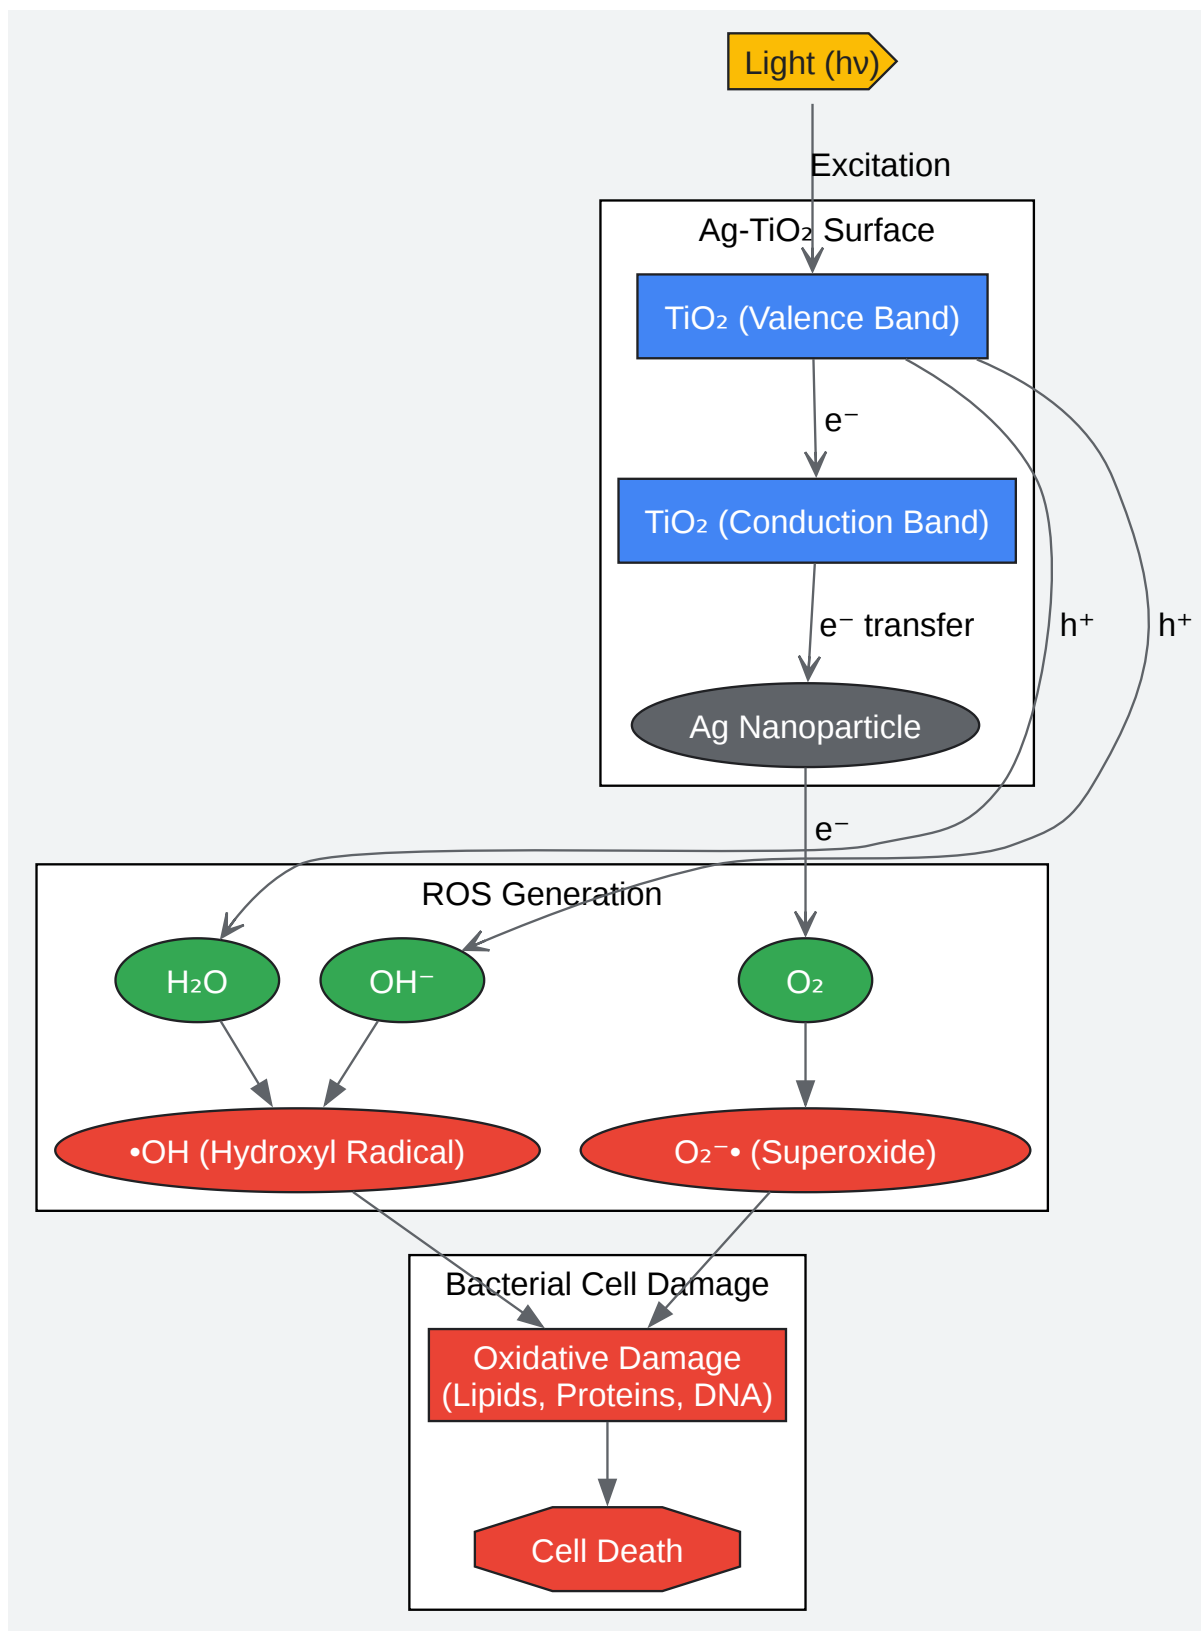 Light (hν)
Excitation
Ag-TiO₂ Surface
TiO₂ (Valence Band)
e⁻
TiO₂ (Conduction Band)
e⁻ transfer
h⁺
h⁺
Ag Nanoparticle
e⁻
ROS Generation
H₂O
OH⁻
O₂
•OH (Hydroxyl Radical)
O₂⁻• (Superoxide)
Bacterial Cell Damage
Oxidative Damage
(Lipids, Proteins, DNA)
Cell Death